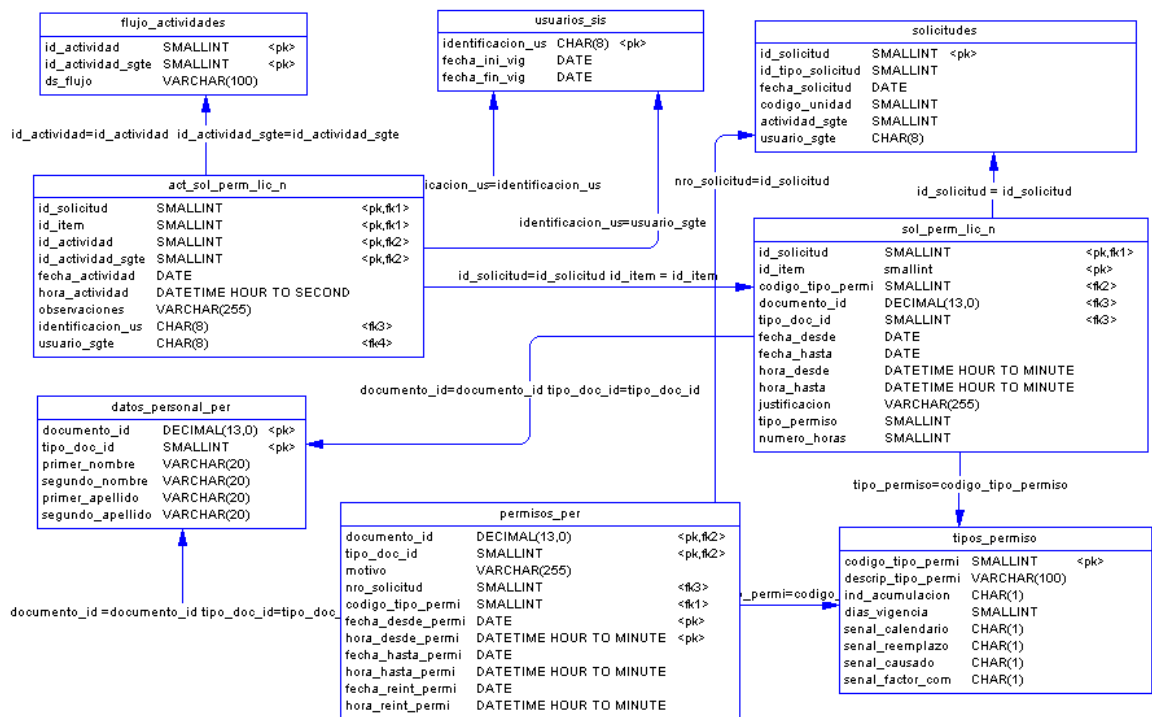 flujo_actividades
id_actividad SMALLINT <pk>
id_actividad_sgte SMALLINT <pk>
ds_flujo VARCHAR(100)
usuarios_sis
identificacion_us CHAR(8) <pk>
fecha_ini_vig DATE
fecha_fin_vig DATE
solicitudes
id_solicitud SMALLINT <pk>
id_tipo_solicitud SMALLINT
fecha_solicitud DATE
codigo_unidad SMALLINT
actividad_sgte SMALLINT
usuario_sgte CHAR(8)
id_actividad=id_actividad id_actividad_sgte=id_actividad_sgte
icacion_us=identificacion_us
nro_solicitud=id_solicitud
id_solicitud = id_solicitud
identificacion_us=usuario_sgte
act_sol_perm_lic_n
id_solicitud SMALLINT <pk,fk1>
id_item SMALLINT <pk,fk1>
id_actividad SMALLINT <pk,fk2>
id_actividad_sgte SMALLINT <pk,fk2>
fecha_actividad DATE
hora_actividad DATETIME HOUR TO SECOND
observaciones VARCHAR(255)
identificacion_us CHAR(8) <fk3>
usuario_sgte CHAR(8) <fk4>
id_solicitud=id_solicitud id_item = id_item
sol_perm_lic_n
id_solicitud SMALLINT <pk,fk1>
id_item smallint <pk>
codigo_tipo_permi SMALLINT <fk2>
documento_id DECIMAL(13,0) <fk3>
tipo_doc_id SMALLINT <fk3>
fecha_desde DATE
fecha_hasta DATE
hora_desde DATETIME HOUR TO MINUTE
hora_hasta DATETIME HOUR TO MINUTE
justificacion VARCHAR(255)
tipo_permiso SMALLINT
numero_horas SMALLINT
documento_id=documento_id tipo_doc_id=tipo_doc_id
datos_personal_per
documento_id DECIMAL(13,0) <pk>
tipo_doc_id SMALLINT <pk>
primer_nombre VARCHAR(20)
segundo_nombre VARCHAR(20)
primer_apellido VARCHAR(20)
segundo_apellido VARCHAR(20)
tipo_permiso=codigo_tipo_permiso
documento_id =documento_id tipo_doc_id=tipo_doc
permisos_per
documento_id DECIMAL(13,0) <pk,fk2>
tipo_doc_id SMALLINT <pk,fk2>
motivo VARCHAR(255)
nro_solicitud SMALLINT <fk3>
codigo_tipo_permi SMALLINT <fk1>
fecha_desde_permi DATE <pk>
hora_desde_permi DATETIME HOUR TO MINUTE <pk>
fecha_hasta_permi DATE
hora_hasta_permi DATETIME HOUR TO MINUTE
fecha_reint_permi DATE
hora_reint_permi DATETIME HOUR TO MINUTE
o_permi=codigo_
tipos_permiso
codigo_tipo_permi SMALLINT <pk>
descrip_tipo_permi VARCHAR(100)
ind_acumulacion CHAR(1)
dias_vigencia SMALLINT
senal_calendario CHAR(1)
senal_reemplazo CHAR(1)
senal_causado CHAR(1)
senal_factor_com CHAR(1)